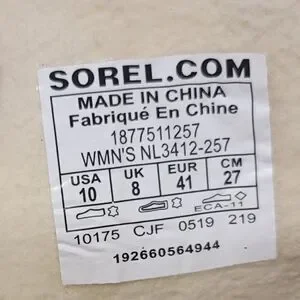 SOREL.COM
MADE IN CHINA
Fabriqué En Chine
1877511257
WMN'S NL3412-257
USA UK EUR CM
10 8 41 27
ECA-11
10175 CJF 0519 219
192660564944